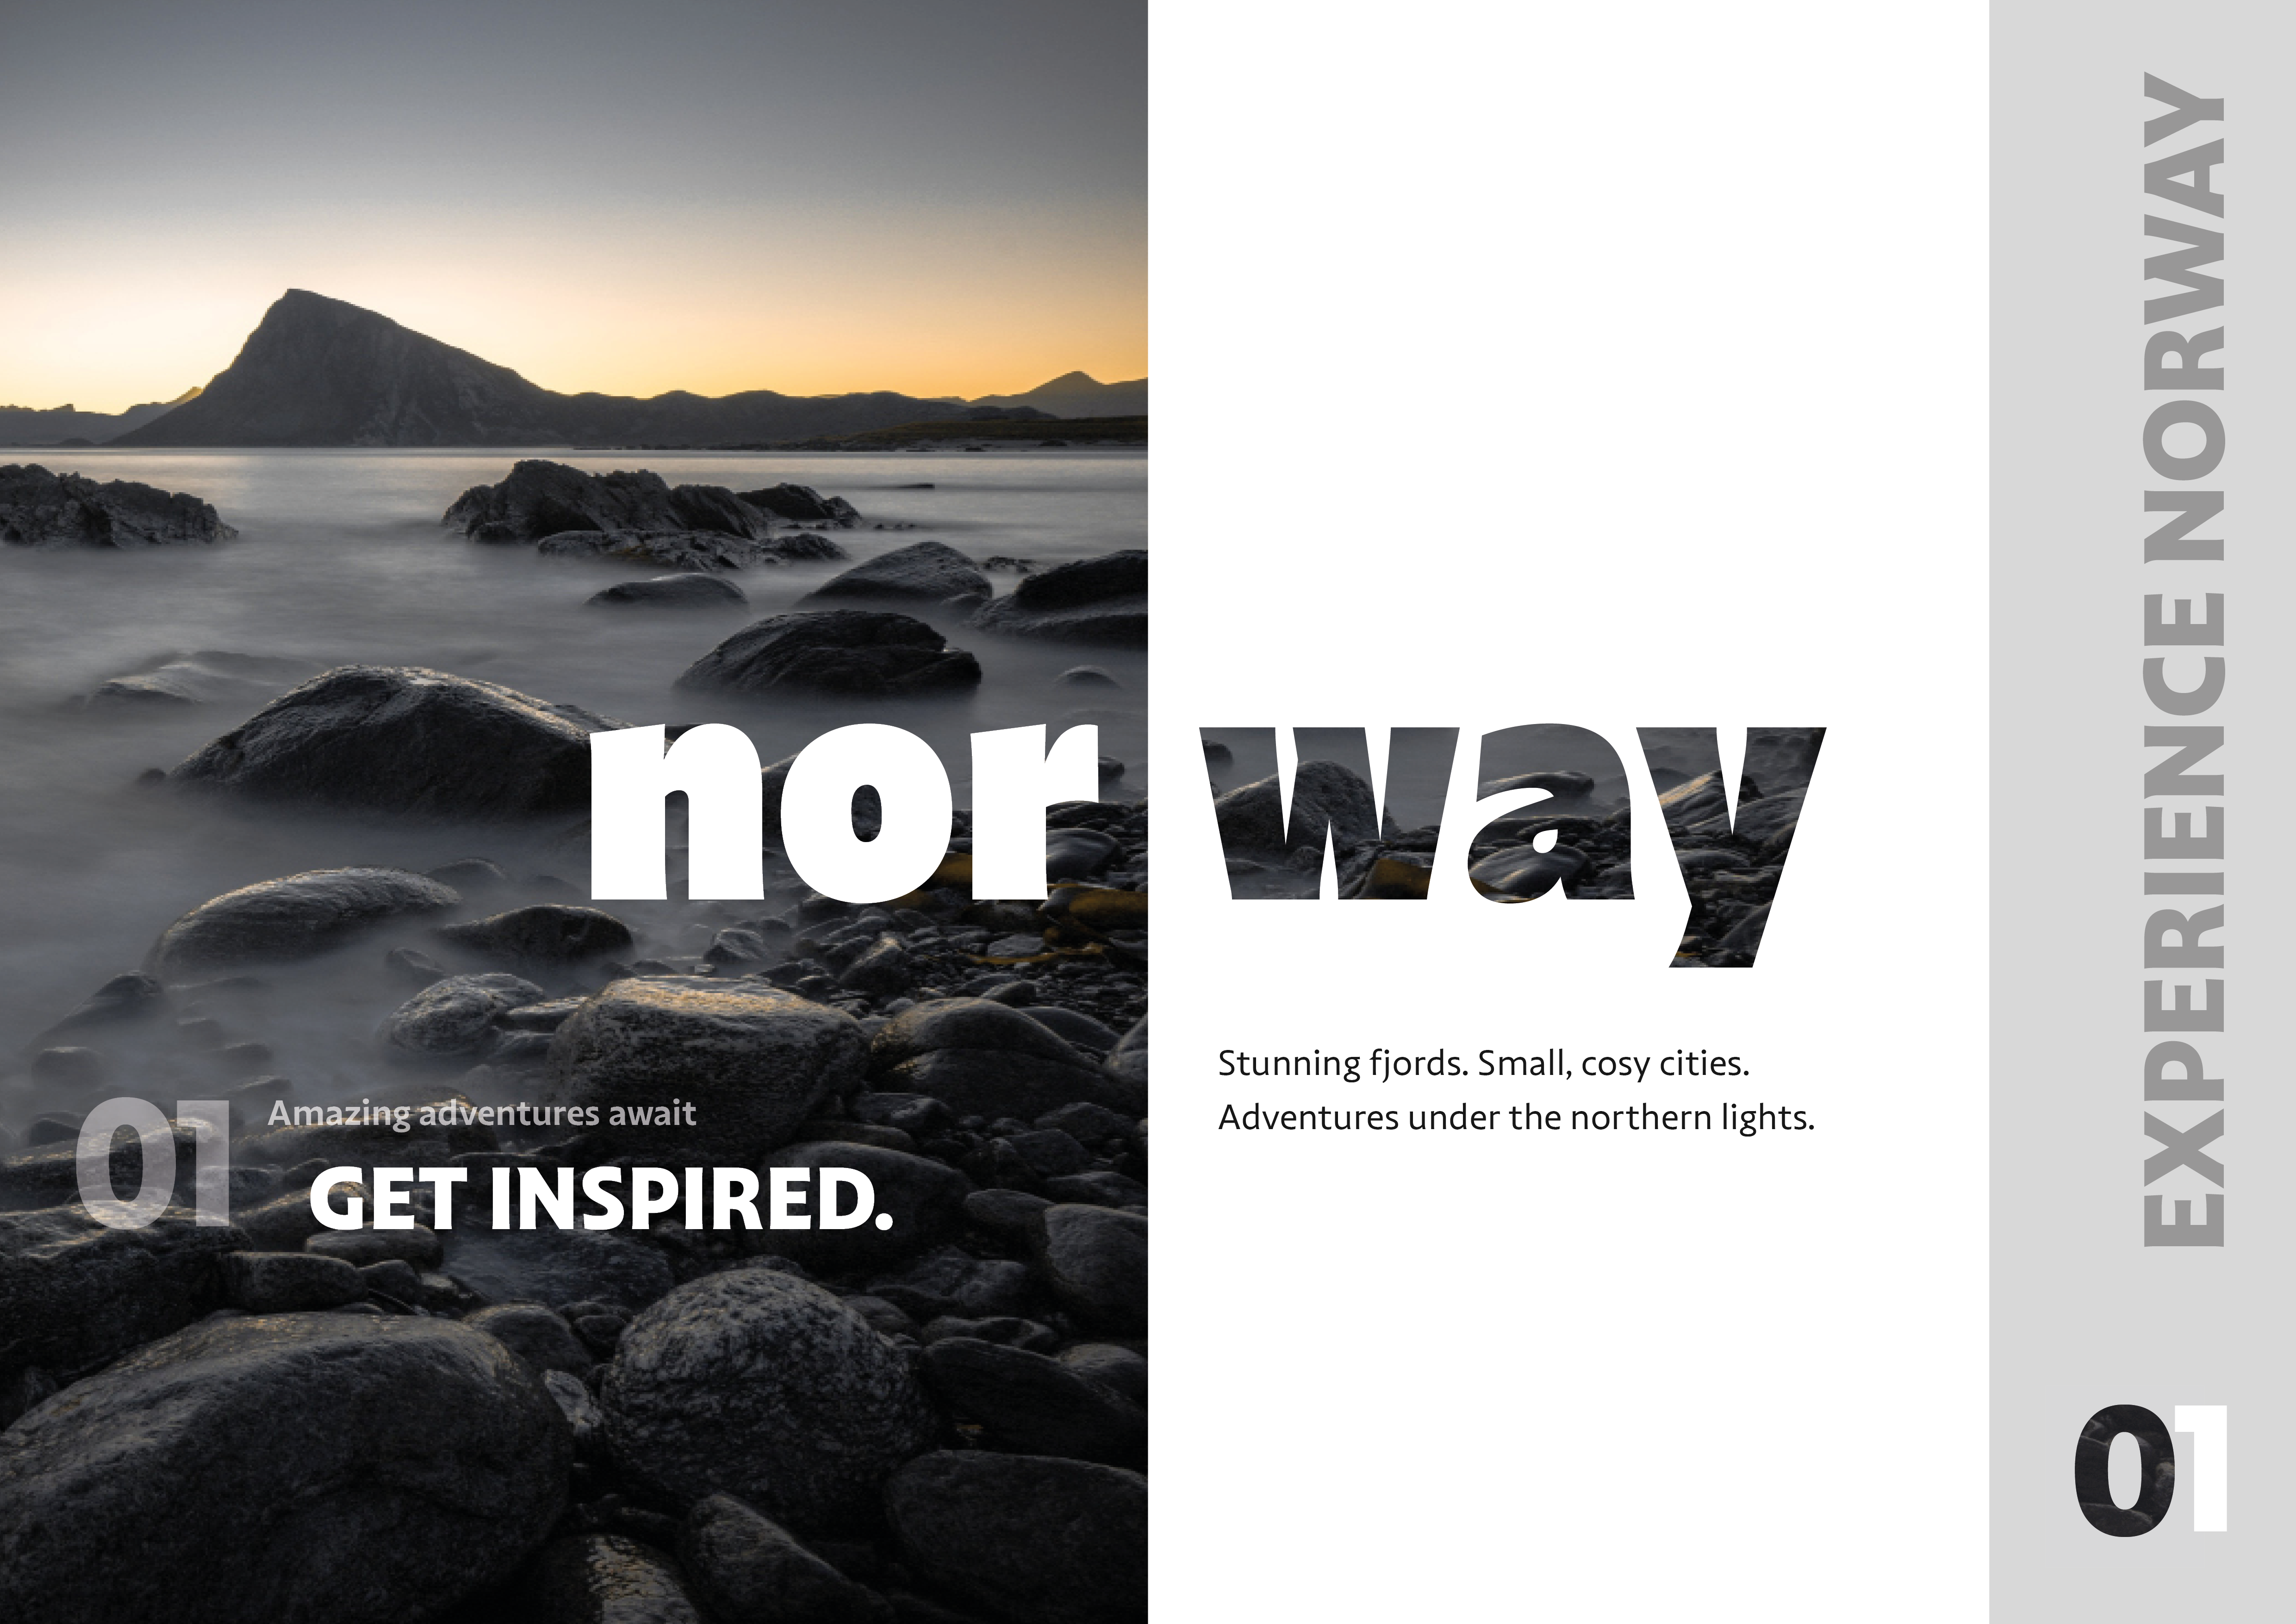 norway
01
Amazing adventures await
GET INSPIRED.
Stunning fjords. Small, cosy cities.
Adventures under the northern lights.
EXPERIENCE NORWAY
01